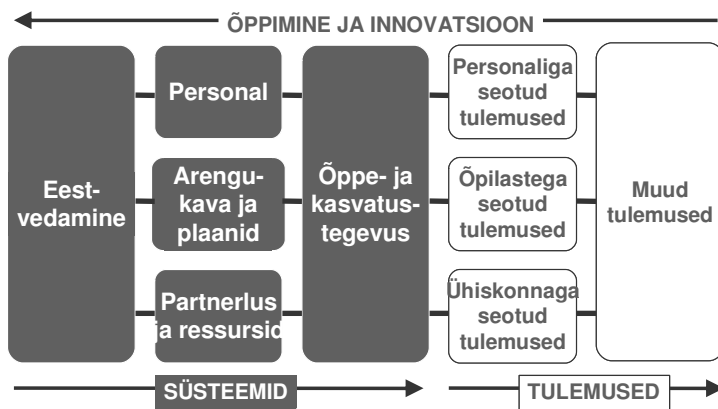 ÕPPIMINE JA INNOVATSIOON
Eest-
vedamine
Personal
Arengu-
kava ja
plaanid
Partnerlus
ja ressursid
Õppe- ja
kasvatus-
tegevus
Personaliga
seotud
tulemused
Õpilastega
seotud
tulemused
Ühiskonnaga
seotud
tulemused
Muud
tulemused
SÜSTEEMID
TULEMUSED